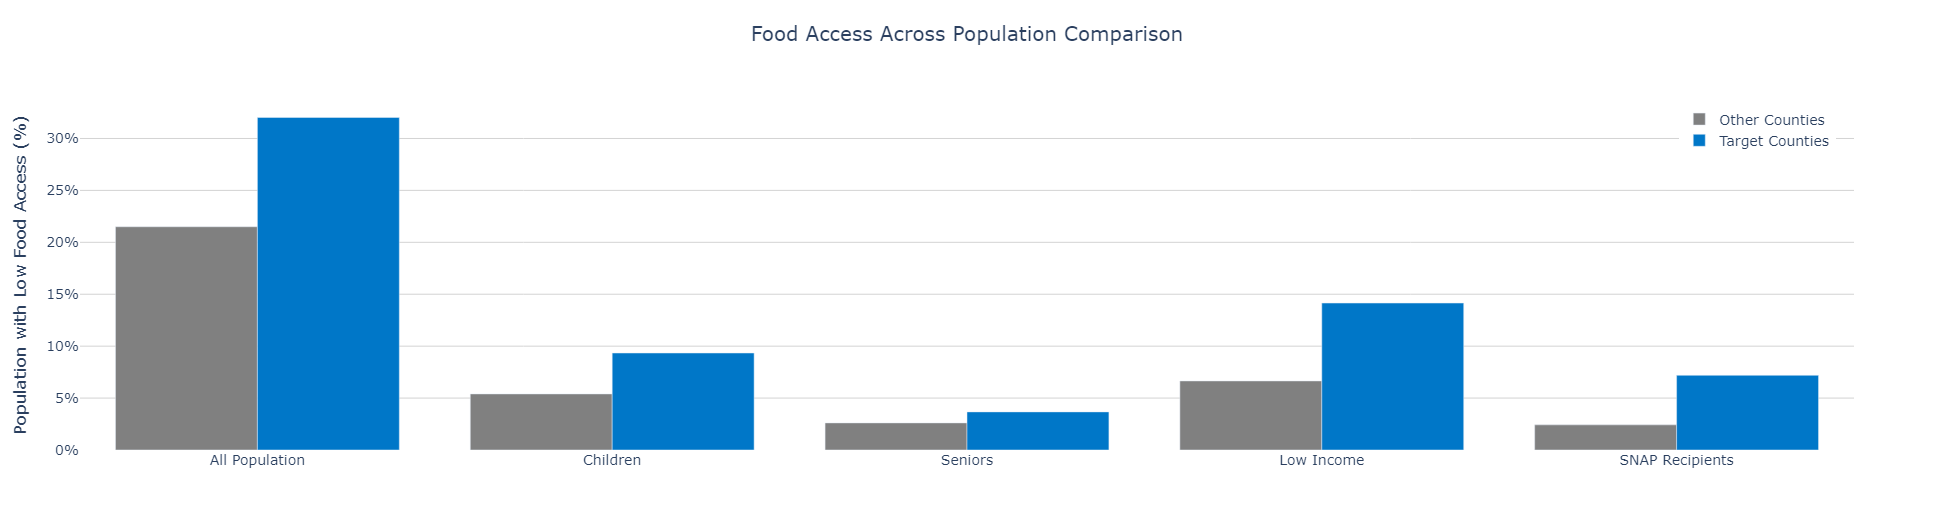 Food Access Across Population Comparison
Population with Low Food Access (%)
30%
25%
20%
15%
10%
5%
0%
Other Counties
Target Counties
All Population
Children
Seniors
Low Income
SNAP Recipients